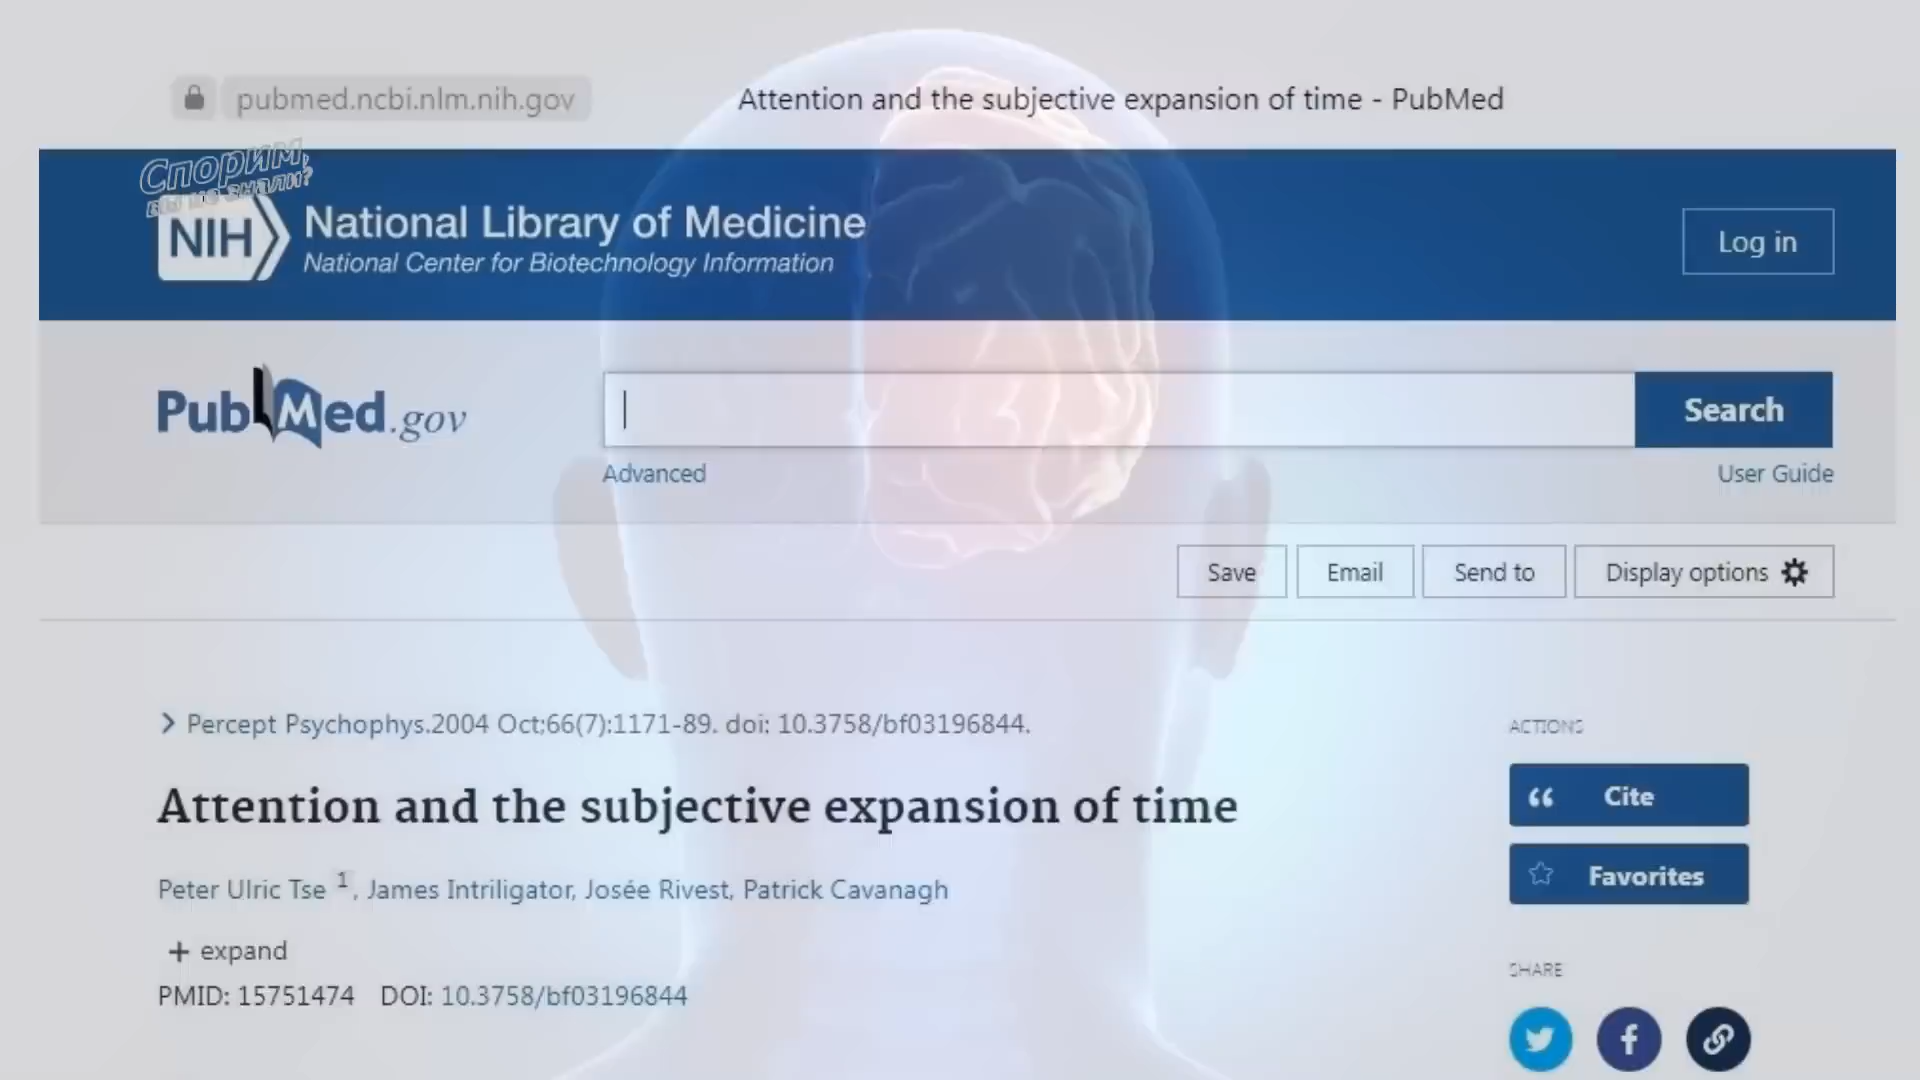 pubmed.ncbi.nlm.nih.gov
Attention and the subjective expansion of time - PubMed
Спорим,
вы не знали?
NIH
National Library of Medicine
National Center for Biotechnology Information
Log in
PubMed.gov
Search
Advanced
User Guide
Save
Email
Send to
Display options
Percept Psychophys.2004 Oct;66(7):1171-89. doi: 10.3758/bf03196844.
Attention and the subjective expansion of time
Peter Ulric Tse 1, James Intriligator, Josée Rivest, Patrick Cavanagh
+ expand
PMID: 15751474 DOI: 10.3758/bf03196844
ACTIONS
Cite
Favorites
SHARE